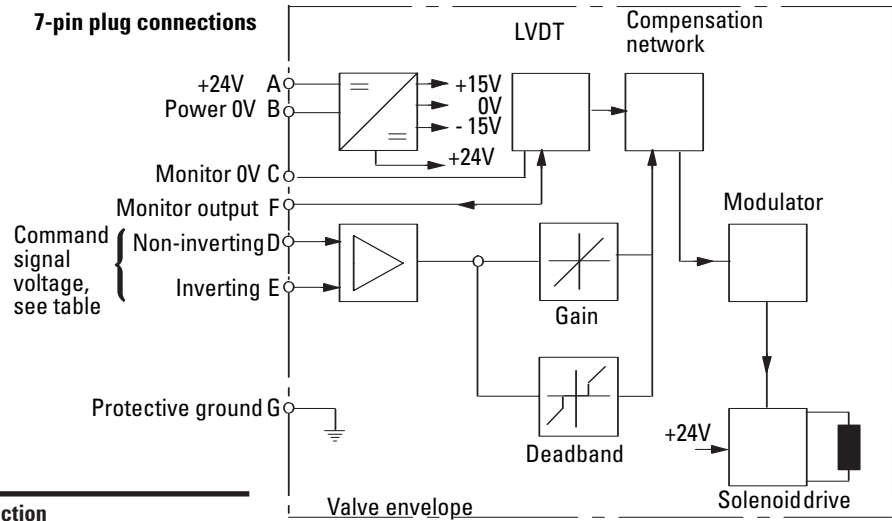 7-pin plug connections
LVDT
Compensation
network
+24V A
Power 0V B
+15V
0V
- 15V
+24V
Monitor 0V C
Monitor output F
Modulator
Command
signal
voltage,
see table
Non-inverting D
Inverting E
Gain
Protective ground G
+24V
Deadband
Solenoid drive
Valve envelope
ction